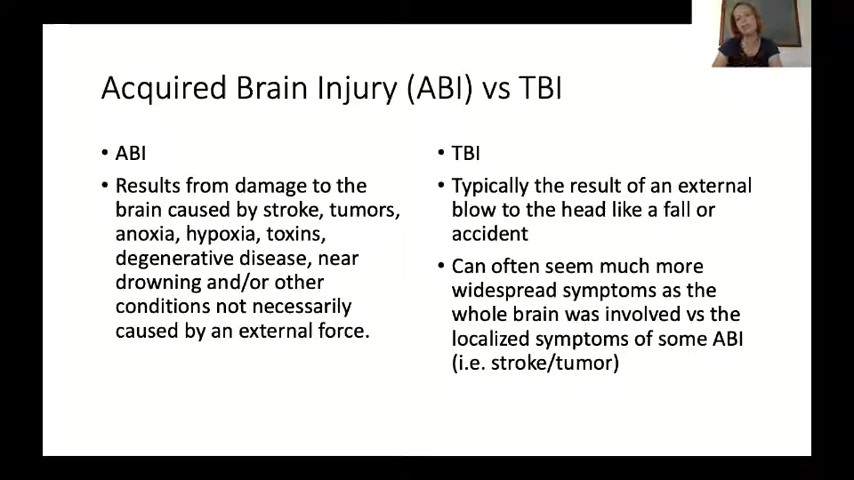 Acquired Brain Injury (ABI) vs TBI
• ABI
• Results from damage to the
brain caused by stroke, tumors,
anoxia, hypoxia, toxins,
degenerative disease, near
drowning and/or other
conditions not necessarily
caused by an external force.
• TBI
• Typically the result of an external
blow to the head like a fall or
accident
• Can often seem much more
widespread symptoms as the
whole brain was involved vs the
localized symptoms of some ABI
(i.e. stroke/tumor)